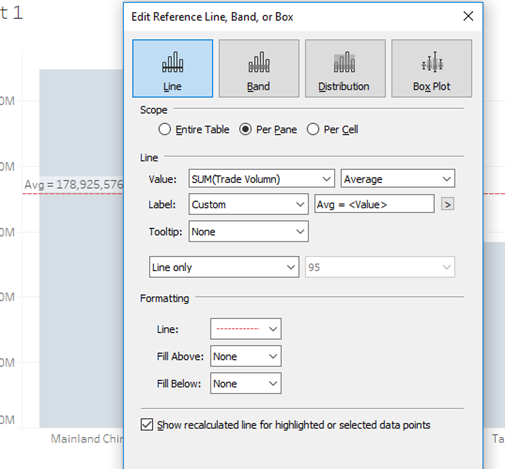 t 1
Edit Reference Line, Band, or Box
Line
Band
Distribution
Box Plot
Scope
Entire Table
Per Pane
Per Cell
Line
Value: SUM(Trade Volumn) Average
Label: Custom Avg = <Value> >
Tooltip: None
Line only 95
Formatting
Line:
Fill Above: None
Fill Below: None
Show recalculated line for highlighted or selected data points
0M
0M
Avg = 178,925,576
0M
0M
0M
0M
Mainland Chin
Ta